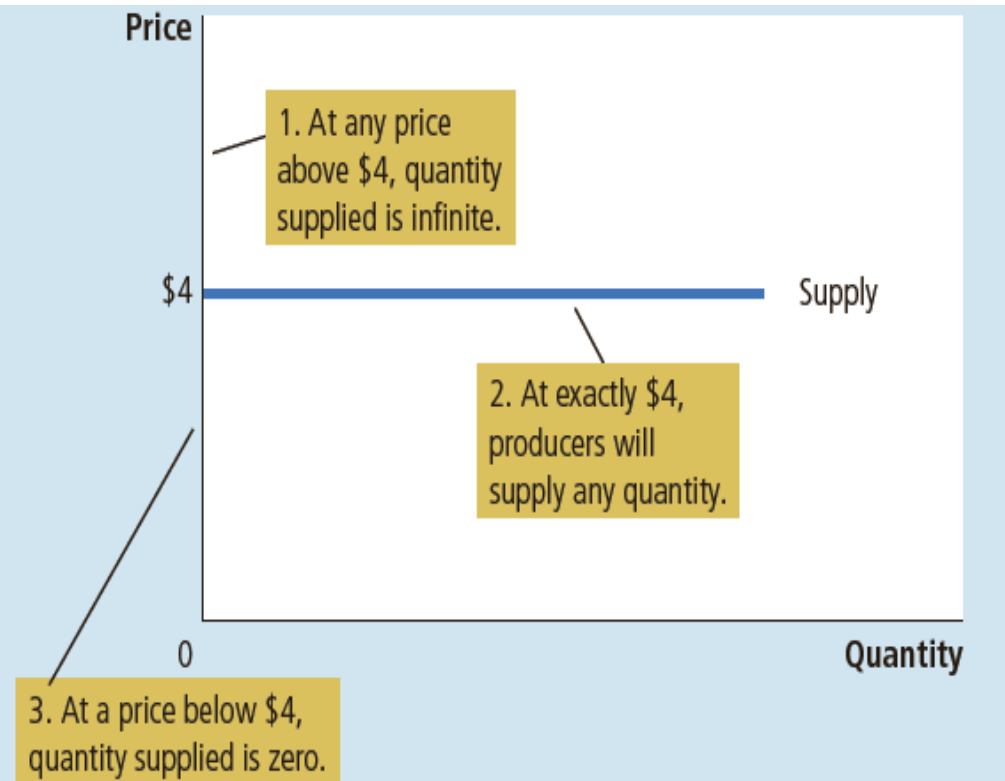 Price
1. At any price
above $4, quantity
supplied is infinite.
$4
Supply
2. At exactly $4,
producers will
supply any quantity.
0
Quantity
3. At a price below $4,
quantity supplied is zero.